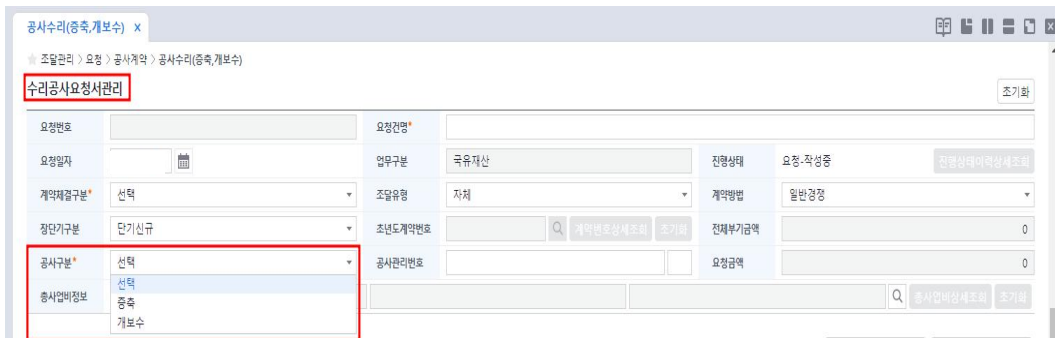 공사수리(증축,개보수) x
조달관리 > 요청 > 공사계약 > 공사수리(증축,개보수)
수리공사요청서관리 조기화
요청번호 요청건명*
요청일자 업무구분 국유재산 진행상태 요청-작성중 진행상태이력상세조회
계약체결구분* 선택 조달유형 자체 계약방법 일반경쟁
장단기구분 단기신규 초년도계약번호 계약번호상세조회 초기화 전체부기금액 0
공사구분* 선택 공사관리번호 요청금액 0
선택
총사업비정보 증축 총사업비상세조회 초기화
개보수